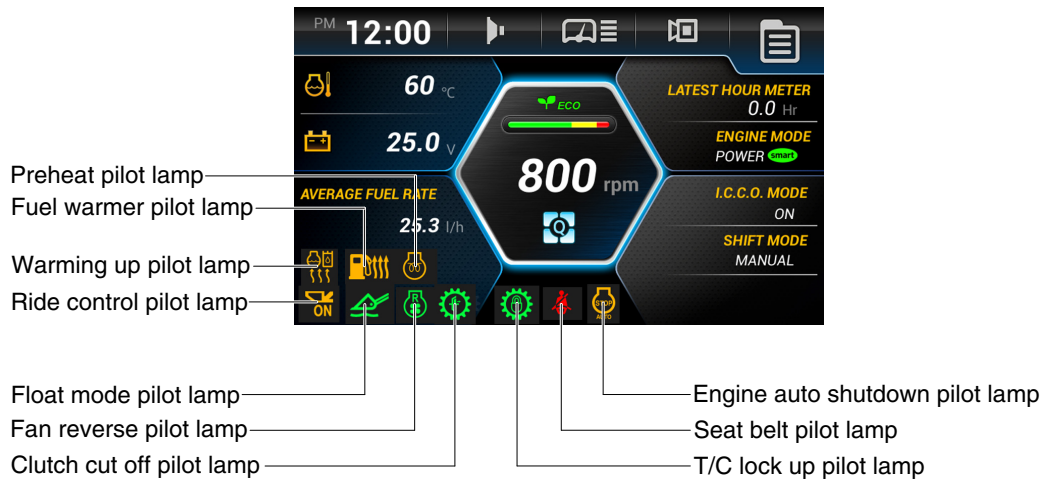 PM 12:00
60 °C
25.0 V
AVERAGE FUEL RATE
25.3 l/h
ECO
800 rpm
Q
LATEST HOUR METER
0.0 Hr
ENGINE MODE
POWER smart
I.C.C.O. MODE
ON
SHIFT MODE
MANUAL
ON
R
STOP
AUTO
Preheat pilot lamp
Fuel warmer pilot lamp
Warming up pilot lamp
Ride control pilot lamp
Float mode pilot lamp
Fan reverse pilot lamp
Clutch cut off pilot lamp
Engine auto shutdown pilot lamp
Seat belt pilot lamp
T/C lock up pilot lamp